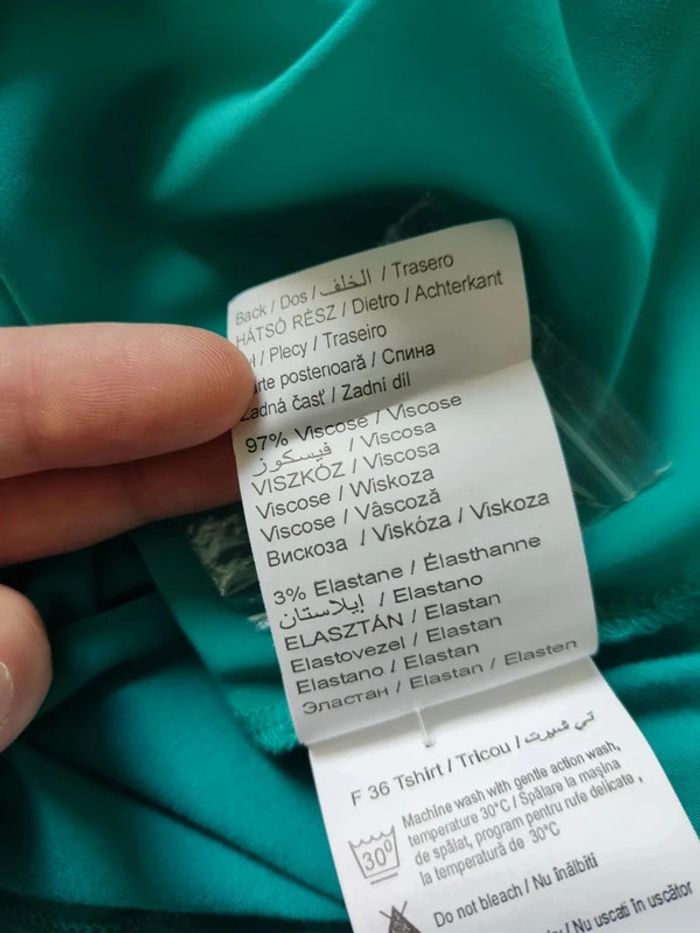 Back / Dos / الخلف / Trasero
HÁTSÓ RÉSZ / Dietro / Achterkant
/ Plecy / Traseiro
posterioară / Спина
Zadná časť / Zadní díl
97% Viscose / Viscose
فيسكوز / Viscosa
VISZKÓZ / Viscosa
Viscose / Wiskoza
Viscose / Vâscoză
Вискоза / Viskóza / Viskoza
3% Elastane / Élasthanne
إيلاستان / Elastano
ELASZTÁN / Elastan
Elastovezel / Elastan
Elastano / Elastan
Эластан / Elastan / Elasten
F 36 Tshirt / Tricou / تي شيرت
Machine wash with gentle action wash,
temperature 30°C / Spălare la mașina
de spălat, program pentru rufe delicate ,
la temperatură de 30°C
30°
Do not bleach / Nu înălbiti
/ Nu uscati în uscător